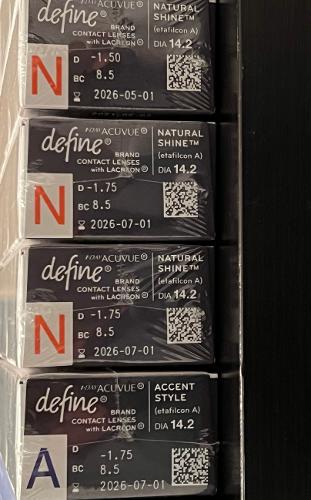 define® 1·DAY ACUVUE®
BRAND
CONTACT LENSES
with LACREON®
NATURAL
SHINE™
(etafilcon A)
DIA 14.2
N
D -1.50
BC 8.5
2026-05-01
1·DAY ACUVUE®
define®
BRAND
CONTACT LENSES
with LACREON®
NATURAL
SHINE™
(etafilcon A)
DIA 14.2
N
D -1.75
BC 8.5
2026-07-01
1·DAY ACUVUE®
define®
BRAND
CONTACT LENSES
with LACREON®
NATURAL
SHINE™
(etafilcon A)
DIA 14.2
N
D -1.75
BC 8.5
2026-07-01
1·DAY ACUVUE®
define®
BRAND
CONTACT LENSES
with LACREON®
ACCENT
STYLE
(etafilcon A)
DIA 14.2
A
D -1.75
BC 8.5
2026-07-01